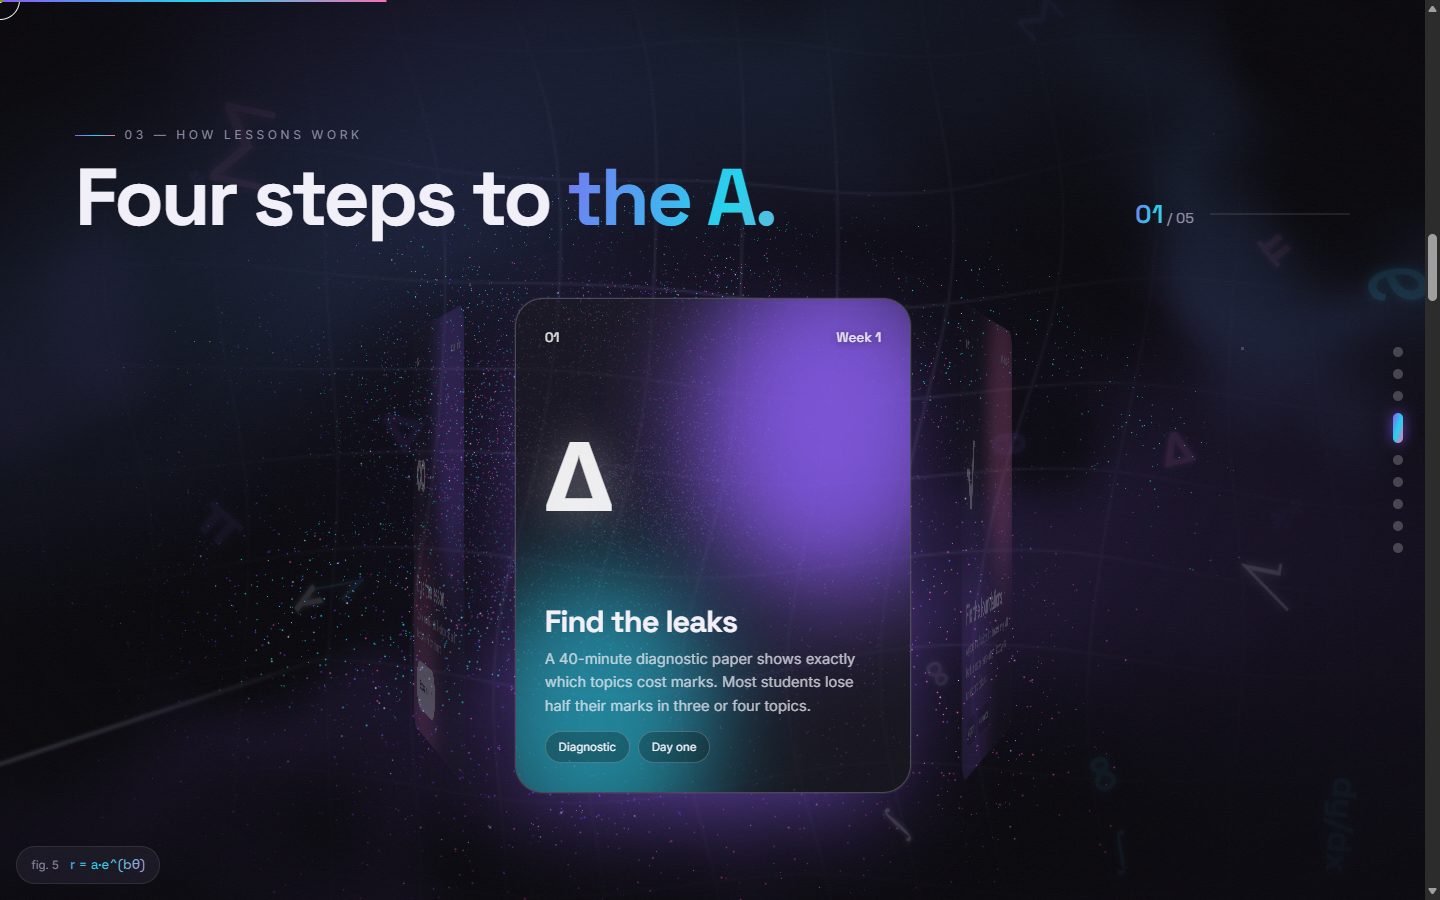 03 — HOW LESSONS WORK
Four steps to the A.
01 / 05
01
Week 1
Δ
Find the leaks
A 40-minute diagnostic paper shows exactly
which topics cost marks. Most students lose
half their marks in three or four topics.
Diagnostic
Day one
fig. 5 r = a·e^(bθ)
dy/dx